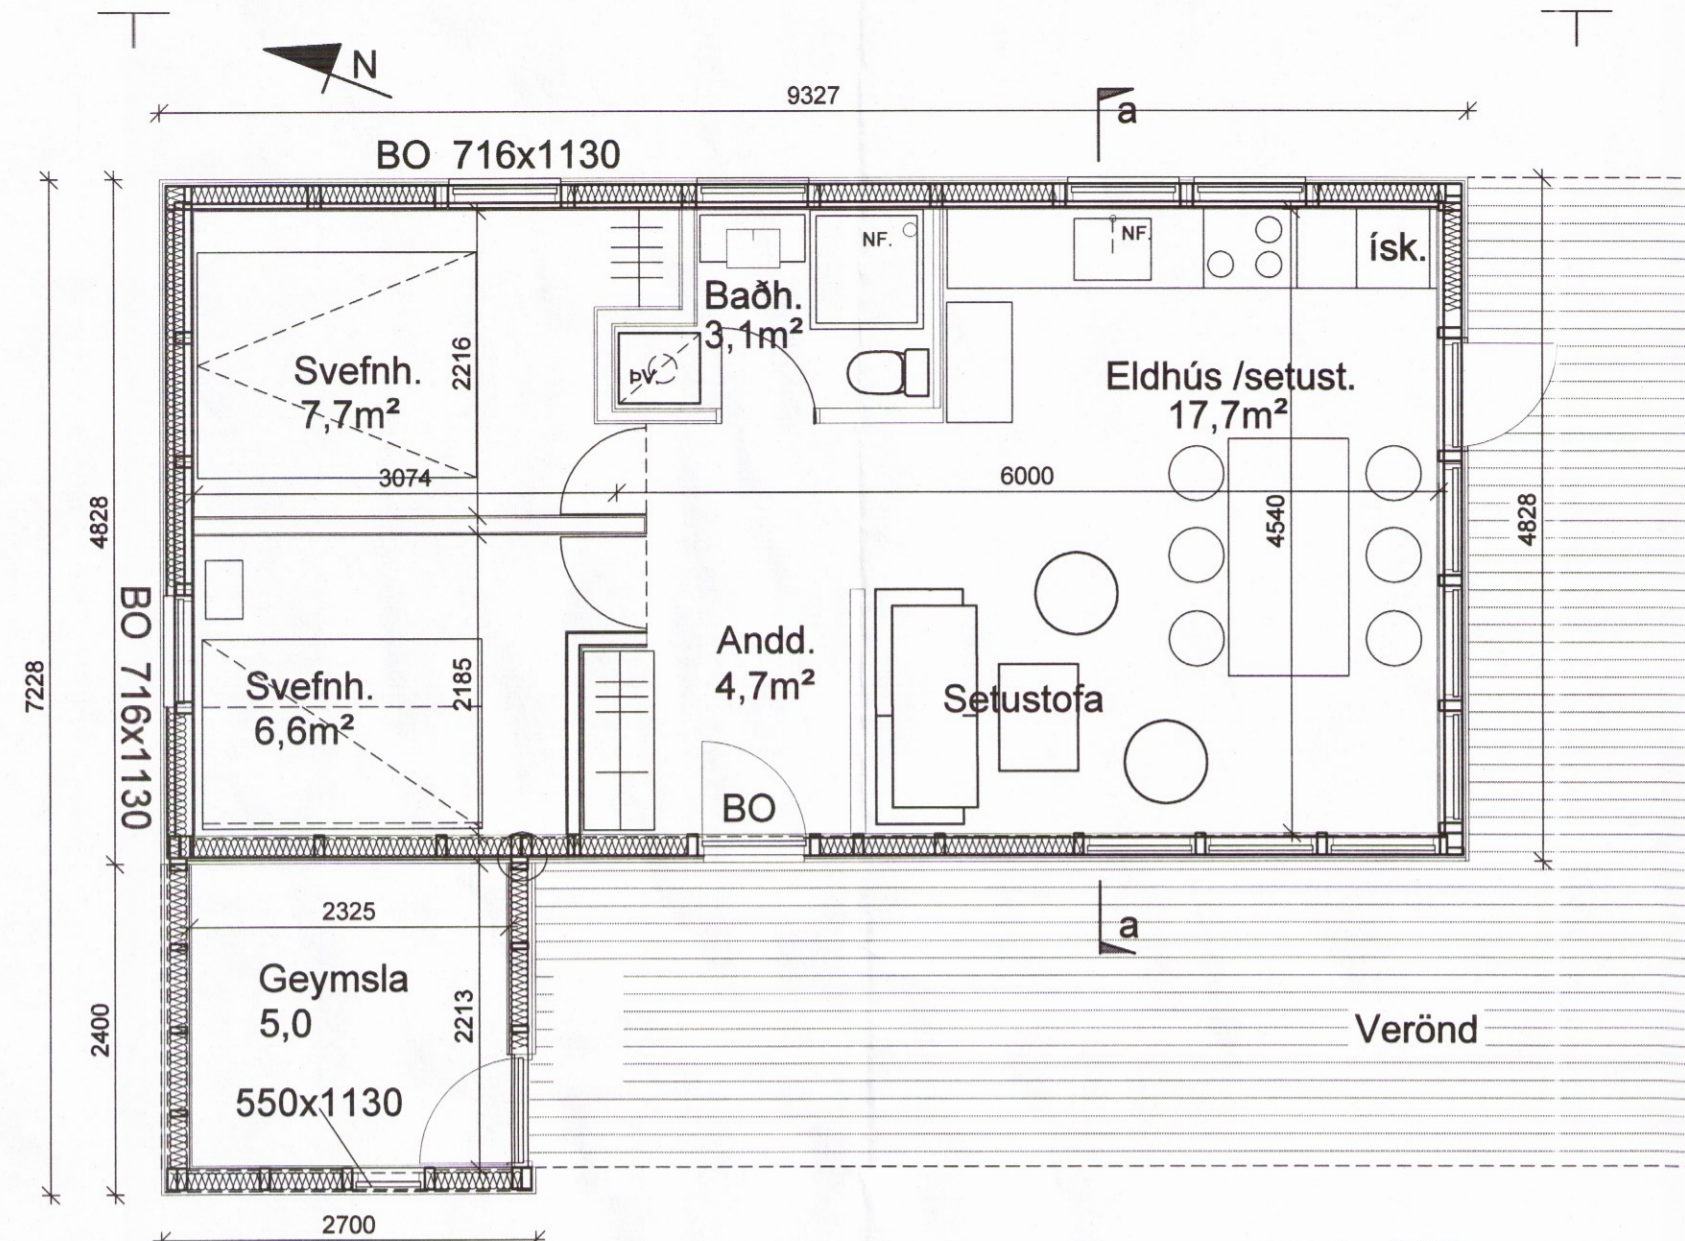 N
9327
a
BO 716x1130
NF.
NF.
ísk.
Baðh.
3,1m²
Svefnh.
7,7m²
2216
ÞV.
Eldhús /setust.
17,7m²
3074
6000
4828
4540
4828
BO 716x1130
7228
Andd.
4,7m²
Svefnh.
6,6m²
2185
Setustofa
BO
2325
a
Geymsla
5,0
2213
2400
Verönd
550x1130
2700